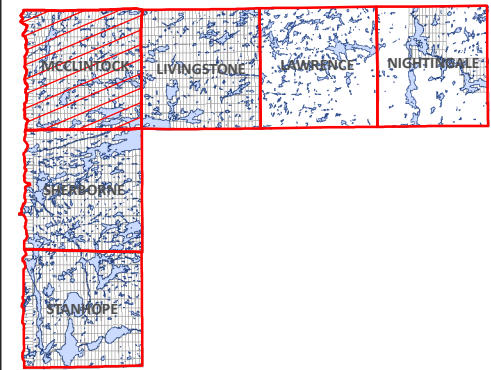 MCCLINTOCK
LIVINGSTONE
LAWRENCE
NIGHTINGALE
SHERBORNE
STANHOPE